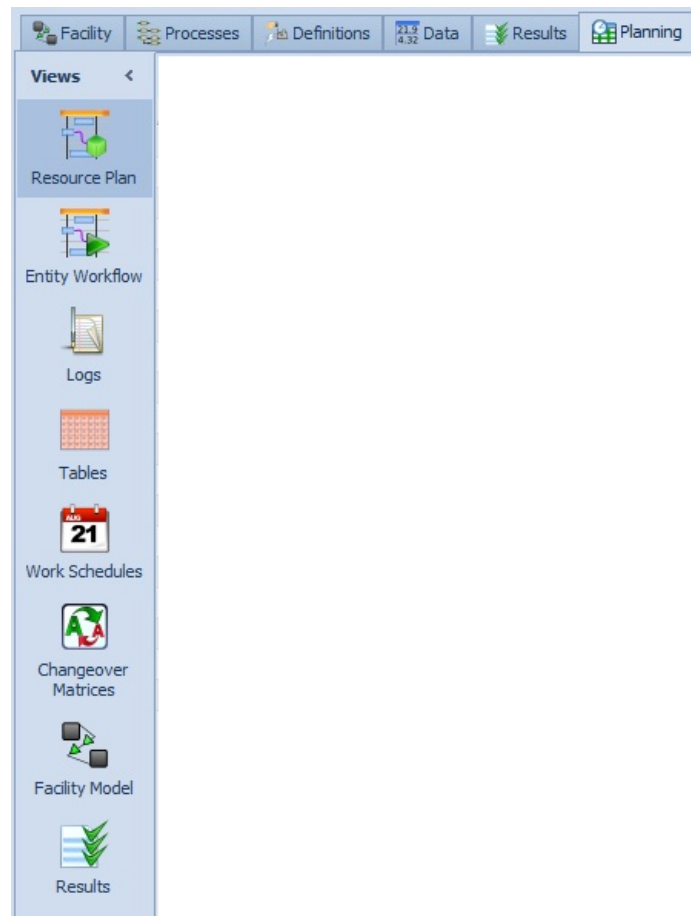 Facility Processes Definitions 21.9 4.32 Data Results Planning
Views <
Resource Plan
Entity Workflow
Logs
Tables
AUG
21
Work Schedules
A A
Changeover
Matrices
Facility Model
Results